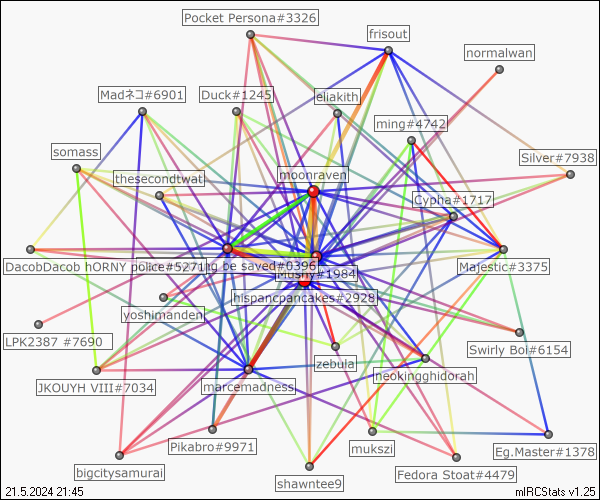 Pocket Persona#3326
frisout
normalwan
Madネコ#6901
Duck#1245
eliakith
ming#4742
somass
Silver#7938
moonraven
thesecondtwat
Cypha#1717
DacobDacob hORNY police#5271
ng be saved#0396
Majestic#3375
Mushy#1984
hispancpancakes#2928
yoshimanden
LPK2387 #7690
Swirly Boi#6154
zebula
neokingghidorah
JKOUYH VIII#7034
marcemadness
Pikabro#9971
mukszi
Eg.Master#1378
bigcitysamurai
Fedora Stoat#4479
shawntee9
21.5.2024 21:45
mIRCStats v1.25